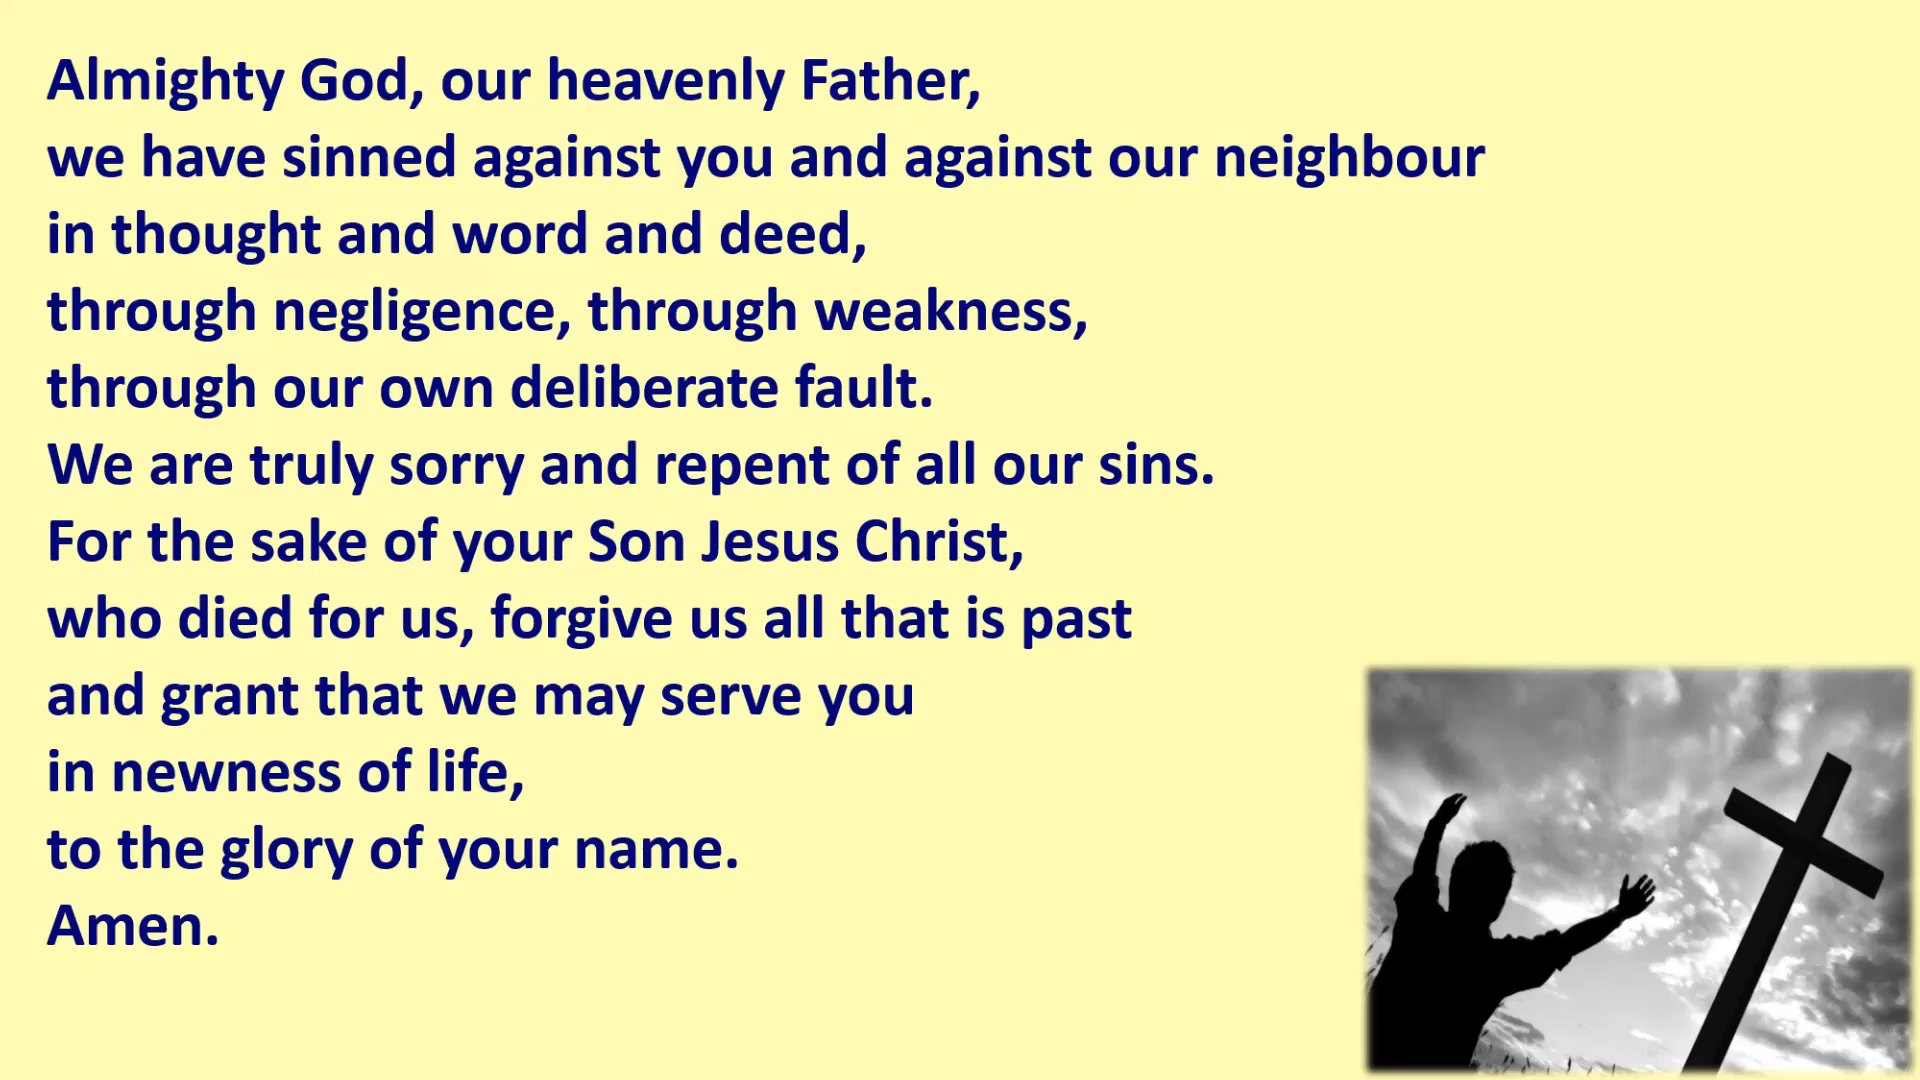 Almighty God, our heavenly Father,
we have sinned against you and against our neighbour
in thought and word and deed,
through negligence, through weakness,
through our own deliberate fault.
We are truly sorry and repent of all our sins.
For the sake of your Son Jesus Christ,
who died for us, forgive us all that is past
and grant that we may serve you
in newness of life,
to the glory of your name.
Amen.